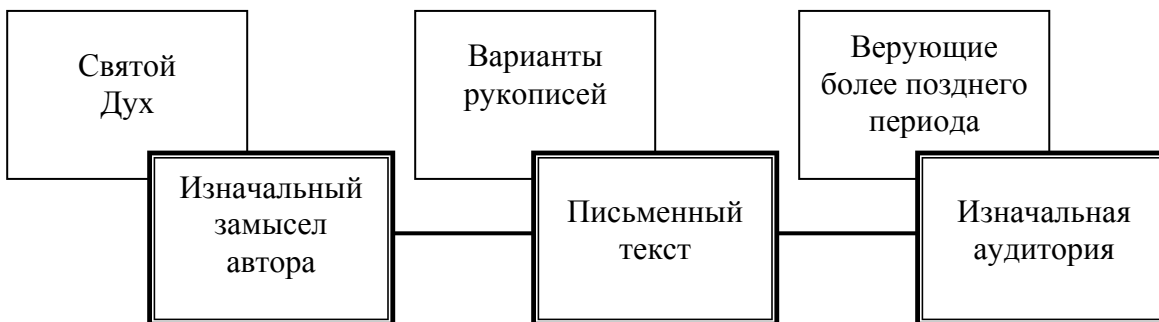 Святой
Дух
Варианты
рукописей
Верующие
более позднего
периода
Изначальный
замысел
автора
Письменный
текст
Изначальная
аудитория